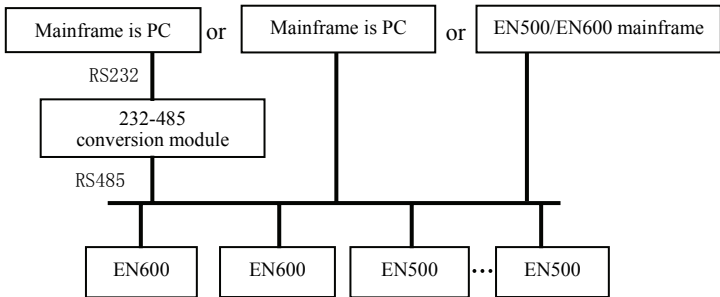 Mainframe is PC or Mainframe is PC or EN500/EN600 mainframe
RS232
232-485
conversion module
RS485
EN600 EN600 EN500 ••• EN500